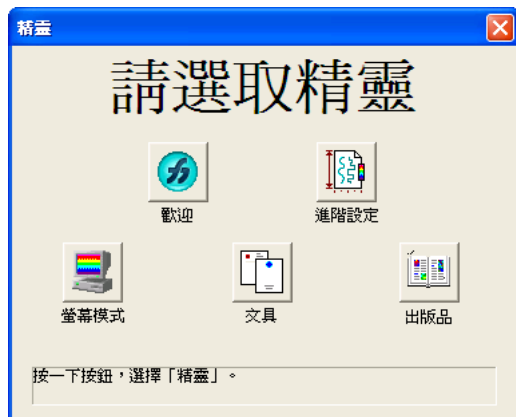 精靈
請選取精靈
歡迎
進階設定
螢幕模式
文具
出版品
按一下按鈕，選擇「精靈」。